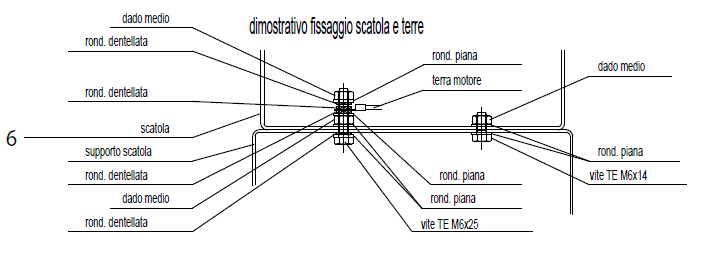 dimostrativo fissaggio scatola e terre
dado medio
rond. dentellata
rond. dentellata
scatola
6
supporto scatola
rond. dentellata
dado medio
rond. dentellata
rond. piana
terra motore
dado medio
rond. piana
vite TE M6x14
rond. piana
rond. piana
vite TE M6x25